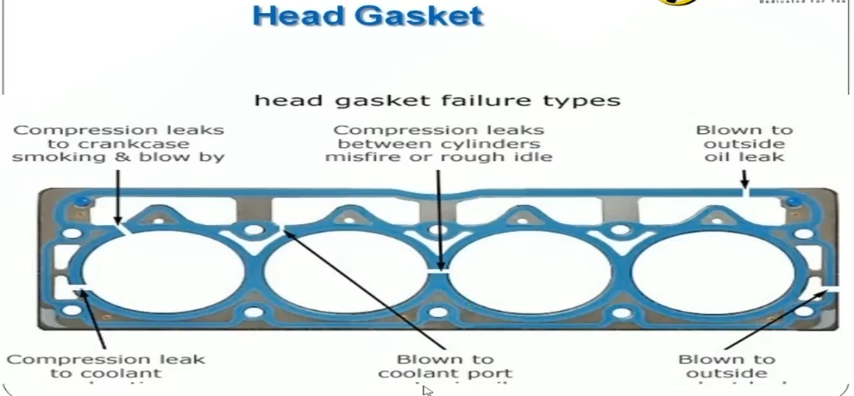 Head Gasket
head gasket failure types
Compression leaks
to crankcase
smoking & blow by
Compression leaks
between cylinders
misfire or rough idle
Blown to
outside
oil leak
Compression leak
to coolant
Blown to
coolant port
Blown to
outside